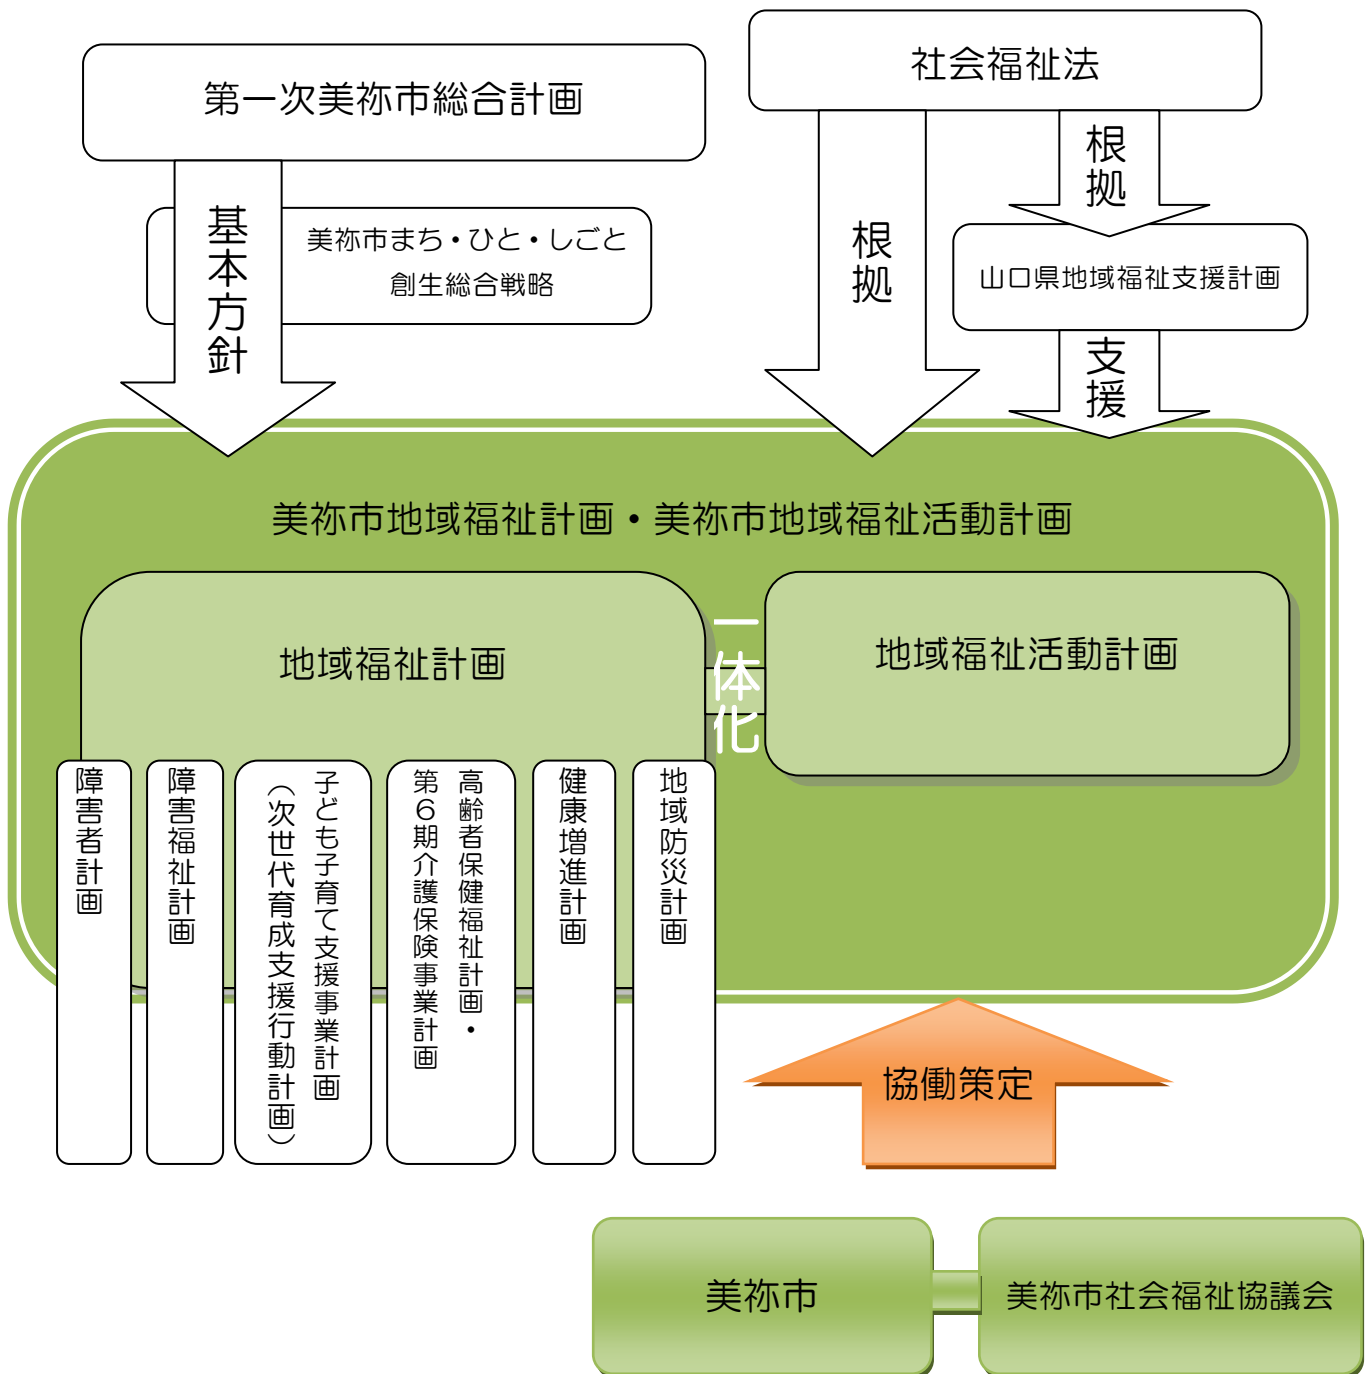 第一次美祢市総合計画
社会福祉法
基本方針
美祢市まち・ひと・しごと
創生総合戦略
根拠
根拠
山口県地域福祉支援計画
支援
美祢市地域福祉計画・美祢市地域福祉活動計画
地域福祉計画
一体化
地域福祉活動計画
障害者計画
障害福祉計画
子ども子育て支援事業計画
（次世代育成支援行動計画）
高齢者保健福祉計画・
第６期介護保険事業計画
健康増進計画
地域防災計画
協働策定
美祢市
美祢市社会福祉協議会